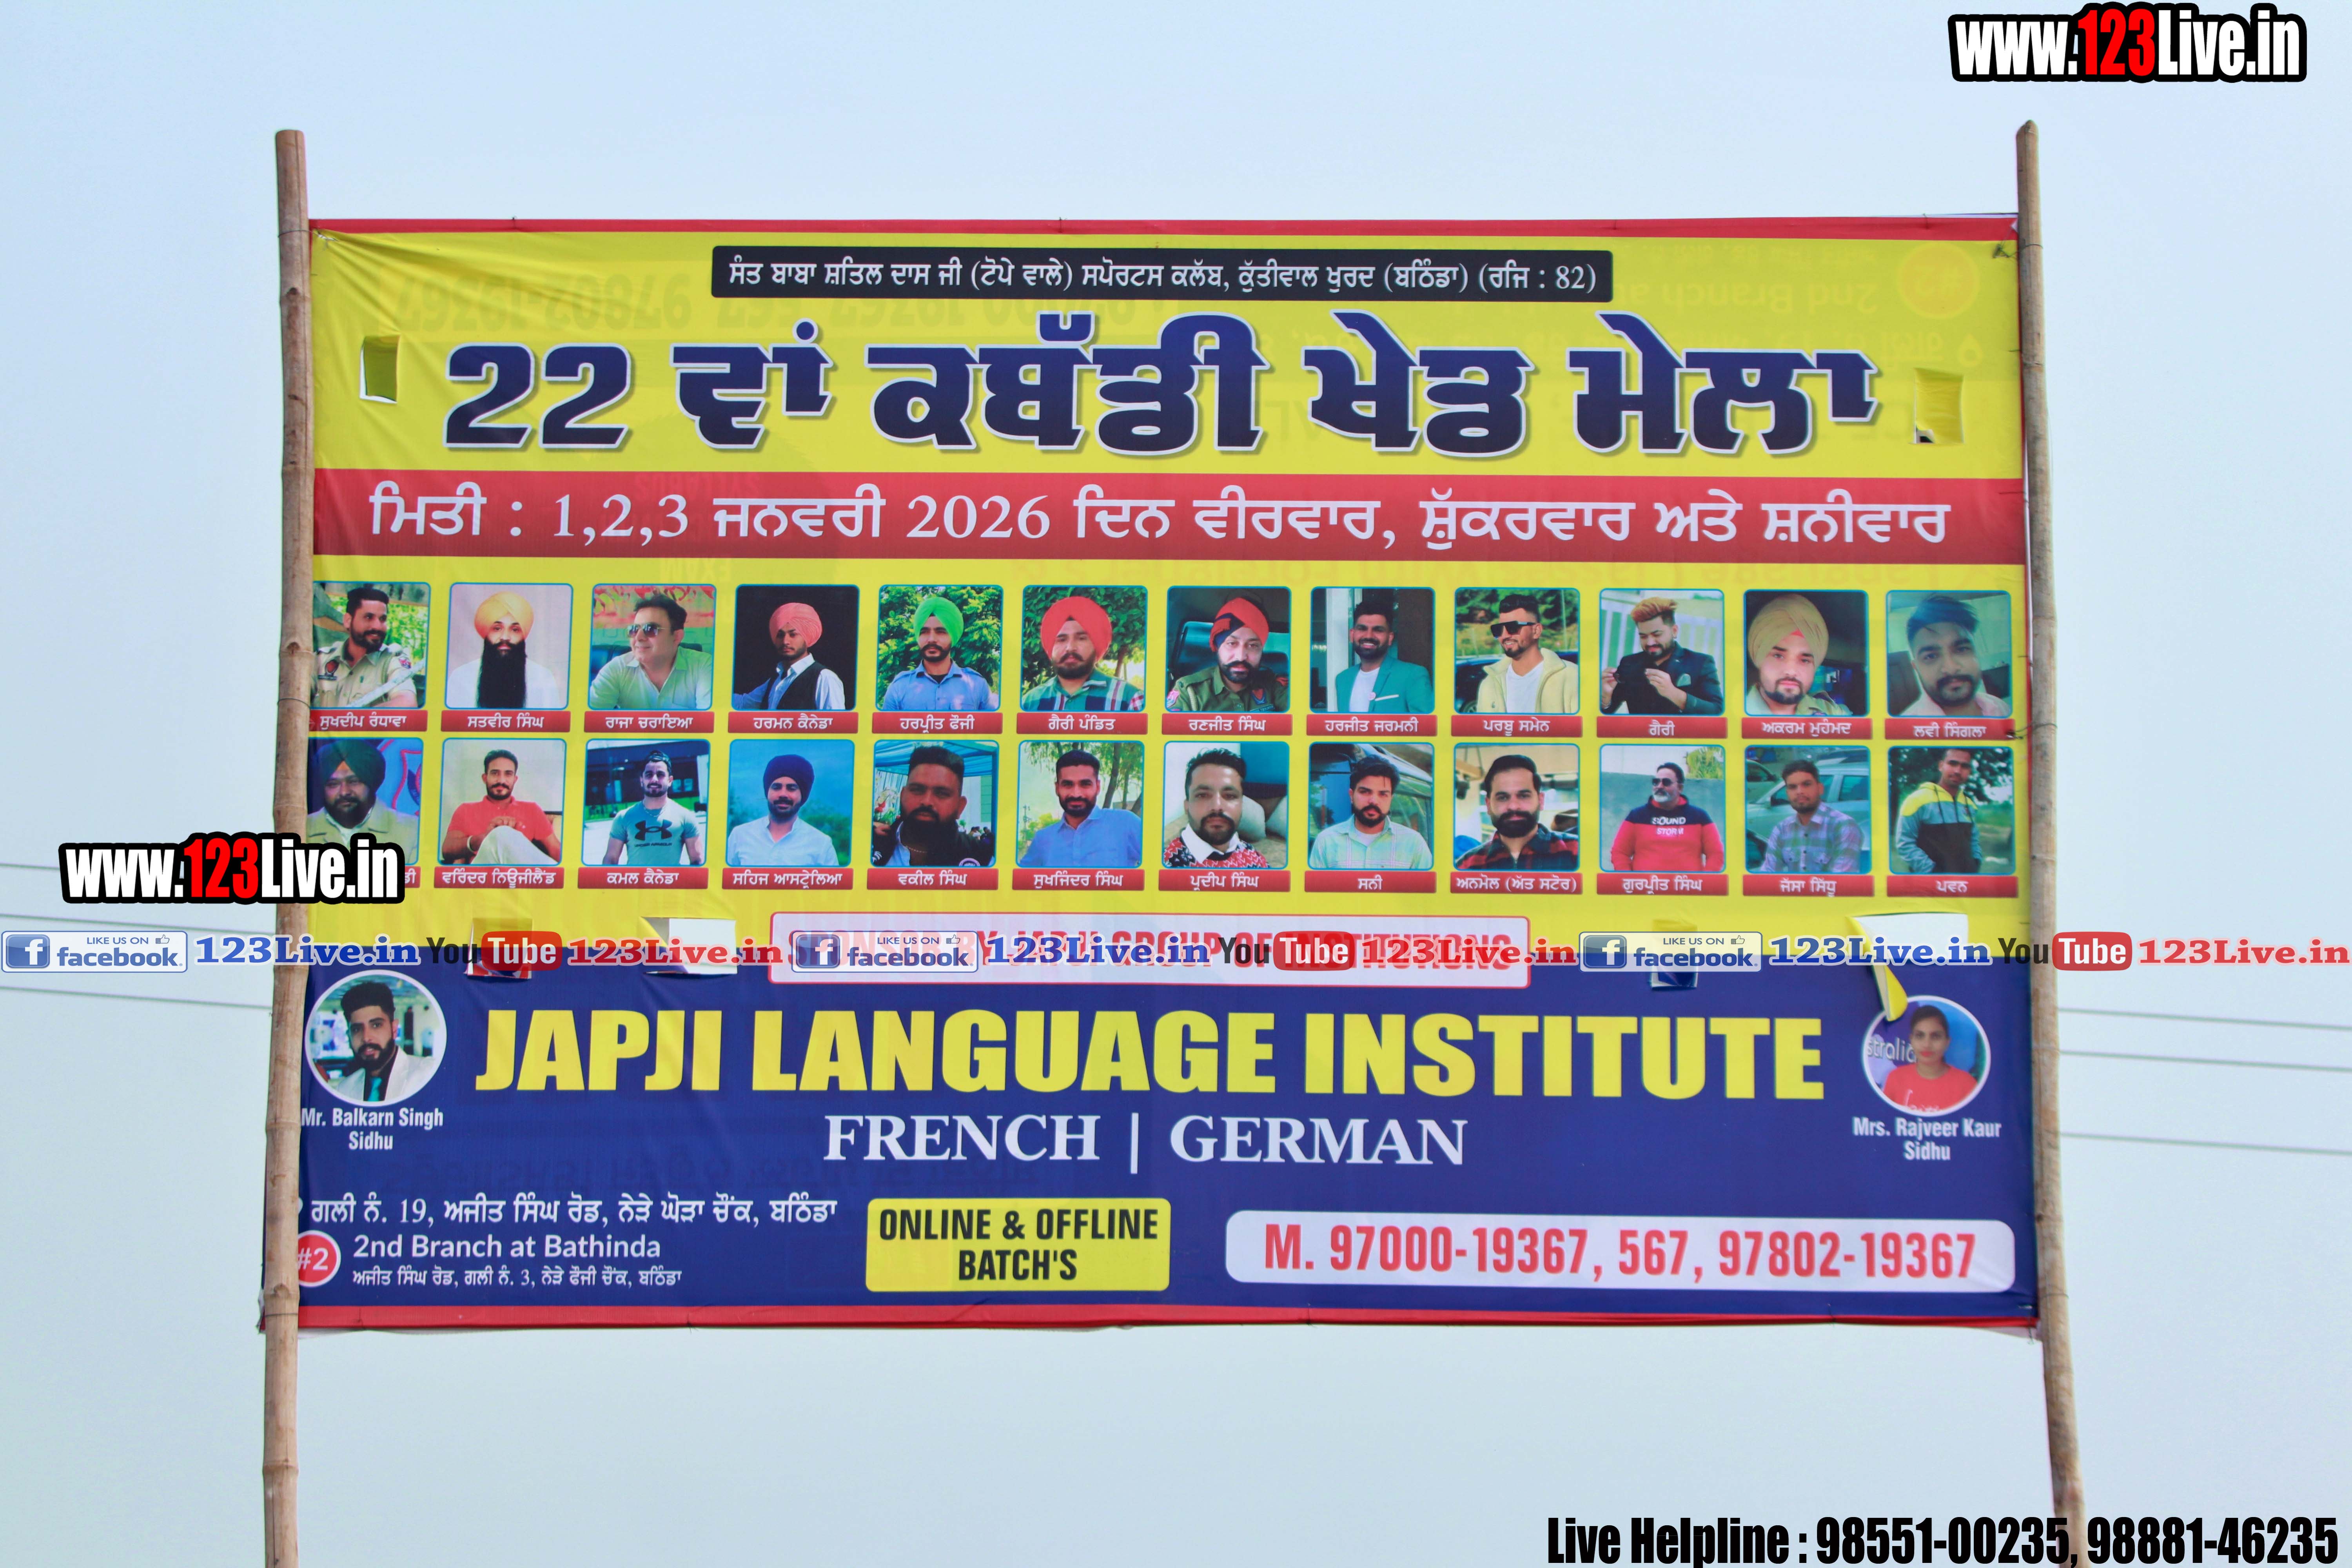 www.123Live.in
ਸੰਤ ਬਾਬਾ ਸ਼ਤਿਲ ਦਾਸ ਜੀ (ਟੋਪੇ ਵਾਲੇ) ਸਪੋਰਟਸ ਕਲੱਬ, ਕੁੱਤੀਵਾਲ ਖੁਰਦ (ਬਠਿੰਡਾ) (ਰਜਿ : 82)
22 ਵਾਂ ਕਬੱਡੀ ਖੇਡ ਮੇਲਾ
ਮਿਤੀ : 1,2,3 ਜਨਵਰੀ 2026 ਦਿਨ ਵੀਰਵਾਰ, ਸ਼ੁੱਕਰਵਾਰ ਅਤੇ ਸ਼ਨੀਵਾਰ
ਸੁਖਦੀਪ ਰੰਧਾਵਾ ਸਤਵੀਰ ਸਿੰਘ ਰਾਜਾ ਚਰਾਇਆ ਹਰਮਨ ਕੈਨੇਡਾ ਹਰਪ੍ਰੀਤ ਫੌਜੀ ਗੈਰੀ ਪੰਡਿਤ ਰਣਜੀਤ ਸਿੰਘ ਹਰਜੀਤ ਜਰਮਨੀ ਪਰਬੂ ਸਮੇਨ ਗੈਰੀ ਅਕਰਮ ਮੁਹੰਮਦ ਲਵੀ ਸਿੰਗਲਾ
ਵਰਿੰਦਰ ਨਿਊਜੀਲੈਂਡ ਕਮਲ ਕੈਨੇਡਾ ਸਹਿਜ ਆਸਟ੍ਰੇਲਿਆ ਵਕੀਲ ਸਿੰਘ ਸੁਖਜਿੰਦਰ ਸਿੰਘ ਪ੍ਰਦੀਪ ਸਿੰਘ ਸਨੀ ਅਨਮੋਲ (ਅੱਤ ਸਟੋਰ) ਗੁਰਪ੍ਰੀਤ ਸਿੰਘ ਜੱਸਾ ਸਿੱਧੂ ਪਵਨ
www.123Live.in
LIKE US ON facebook 123Live.in YouTube 123Live.in LIKE US ON facebook 123Live.in YouTube 123Live.in LIKE US ON facebook 123Live.in YouTube 123Live.in
GROUP OF INSTITUTIONS
JAPJI LANGUAGE INSTITUTE
FRENCH | GERMAN
Mr. Balkarn Singh
Sidhu
Mrs. Rajveer Kaur
Sidhu
ਗਲੀ ਨੰ. 19, ਅਜੀਤ ਸਿੰਘ ਰੋਡ, ਨੇੜੇ ਘੋੜਾ ਚੌਂਕ, ਬਠਿੰਡਾ
#2 2nd Branch at Bathinda
ਅਜੀਤ ਸਿੰਘ ਰੋਡ, ਗਲੀ ਨੰ. 3, ਨੇੜੇ ਫੌਜੀ ਚੌਂਕ, ਬਠਿੰਡਾ
ONLINE & OFFLINE
BATCH'S
M. 97000-19367, 567, 97802-19367
Live Helpline : 98551-00235, 98881-46235